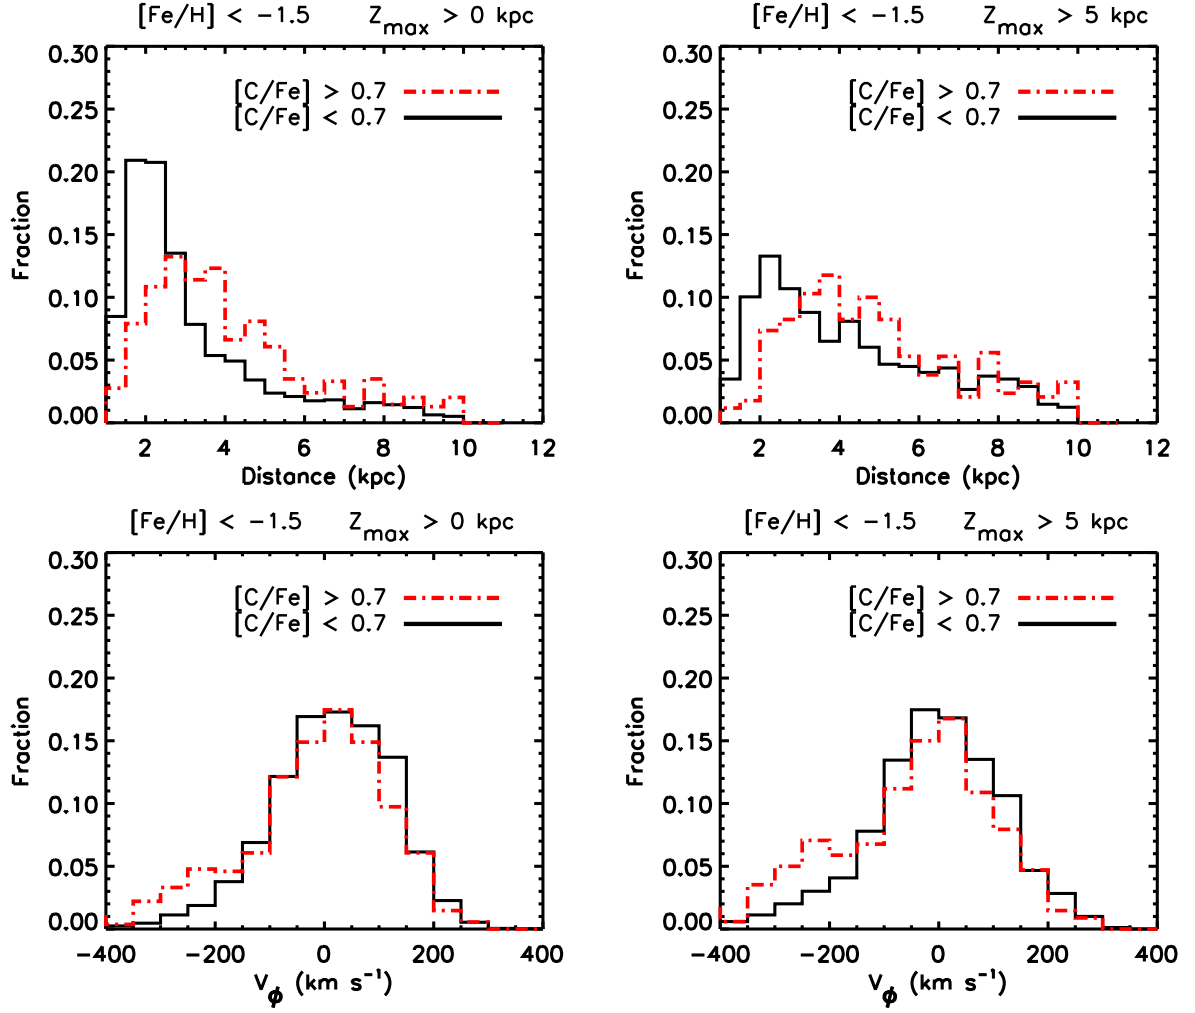 [Fe/H] < −1.5 Zmax > 0 kpc
0.30
0.25
0.20
0.15
0.10
0.05
0.00
Fraction
[C/Fe] > 0.7
[C/Fe] < 0.7
2 4 6 8 10 12
Distance (kpc)
[Fe/H] < −1.5 Zmax > 5 kpc
0.30
0.25
0.20
0.15
0.10
0.05
0.00
Fraction
[C/Fe] > 0.7
[C/Fe] < 0.7
2 4 6 8 10 12
Distance (kpc)
[Fe/H] < −1.5 Zmax > 0 kpc
0.30
0.25
0.20
0.15
0.10
0.05
0.00
Fraction
[C/Fe] > 0.7
[C/Fe] < 0.7
−400 −200 0 200 400
Vϕ (km s⁻¹)
[Fe/H] < −1.5 Zmax > 5 kpc
0.30
0.25
0.20
0.15
0.10
0.05
0.00
Fraction
[C/Fe] > 0.7
[C/Fe] < 0.7
−400 −200 0 200 400
Vϕ (km s⁻¹)